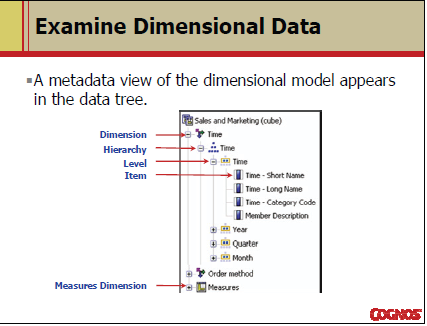 Examine Dimensional Data
▪A metadata view of the dimensional model appears
in the data tree.
Sales and Marketing (cube)
Dimension
Time
Hierarchy
Time
Level
Time
Item
Time - Short Name
Time - Long Name
Time - Category Code
Member Description
Year
Quarter
Month
Order method
Measures Dimension
Measures
COGNOS